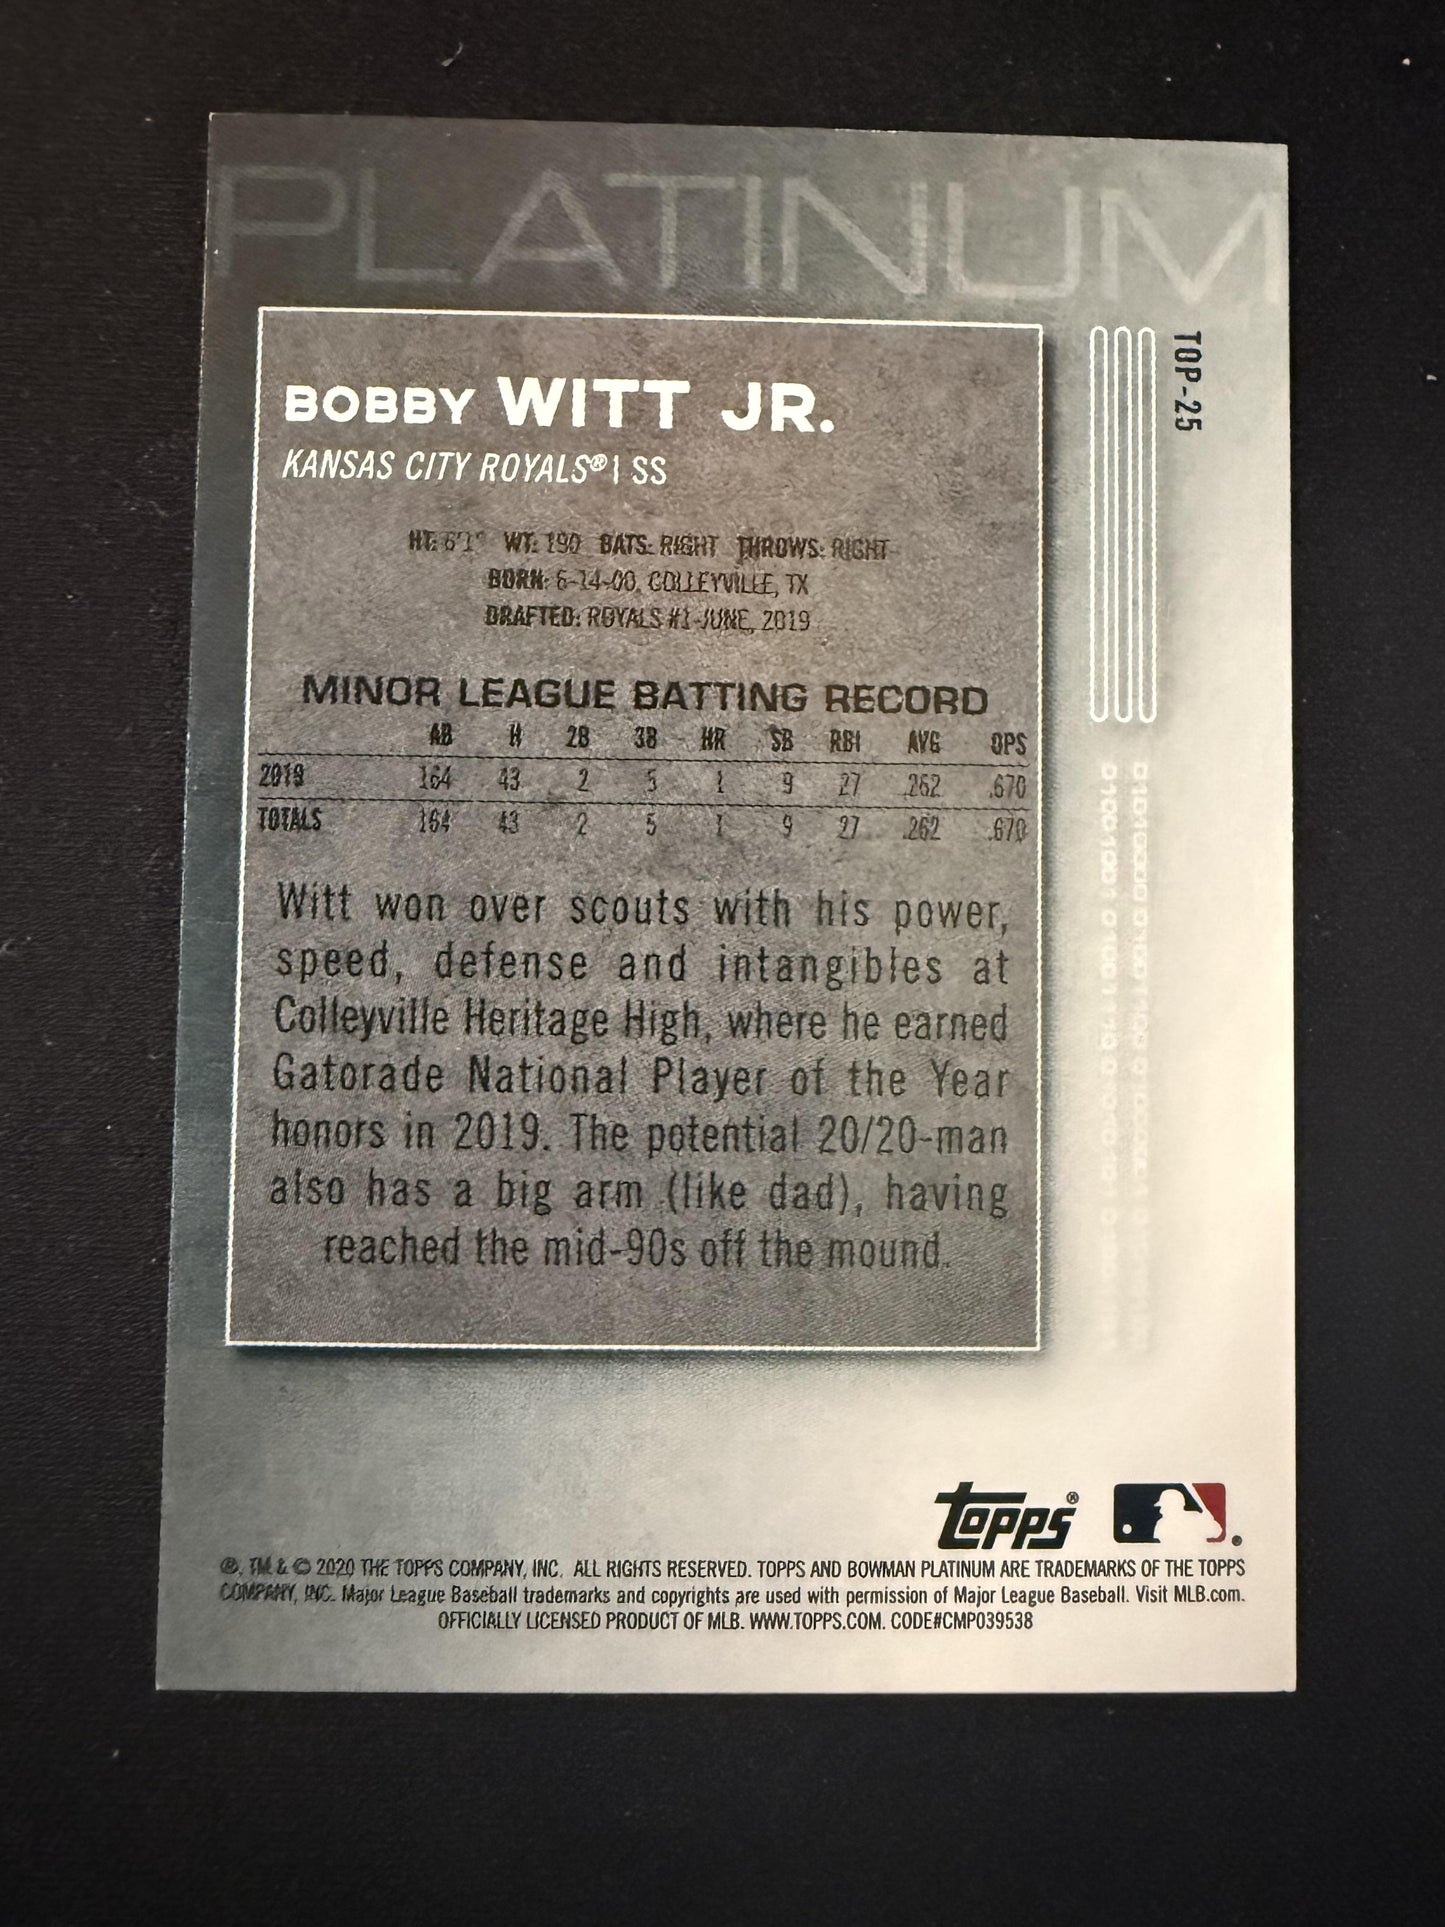 PLATINUM
TOP-25
BOBBY WITT JR.
KANSAS CITY ROYALS® | SS
HT: 6'1" WT: 190 BATS: RIGHT THROWS: RIGHT
BORN: 6-14-00, COLLEYVILLE, TX
DRAFTED: ROYALS #1-JUNE, 2019
MINOR LEAGUE BATTING RECORD
AB H 2B 3B HR SB RBI AVG OPS
2019 164 43 2 5 1 9 27 .262 .670
TOTALS 164 43 2 5 1 9 27 .262 .670
Witt won over scouts with his power,
speed, defense and intangibles at
Colleyville Heritage High, where he earned
Gatorade National Player of the Year
honors in 2019. The potential 20/20-man
also has a big arm (like dad), having
reached the mid-90s off the mound.
Topps®
®, TM & © 2020 THE TOPPS COMPANY, INC. ALL RIGHTS RESERVED. TOPPS AND BOWMAN PLATINUM ARE TRADEMARKS OF THE TOPPS
COMPANY, INC. Major League Baseball trademarks and copyrights are used with permission of Major League Baseball. Visit MLB.com.
OFFICIALLY LICENSED PRODUCT OF MLB. WWW.TOPPS.COM. CODE#CMP039538